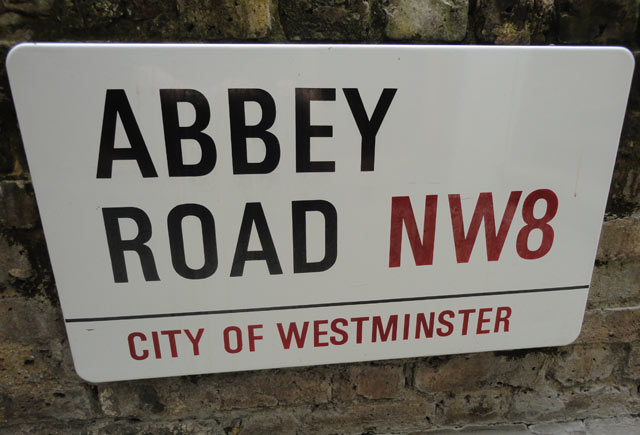 ABBEY
ROAD NW8
CITY OF WESTMINSTER